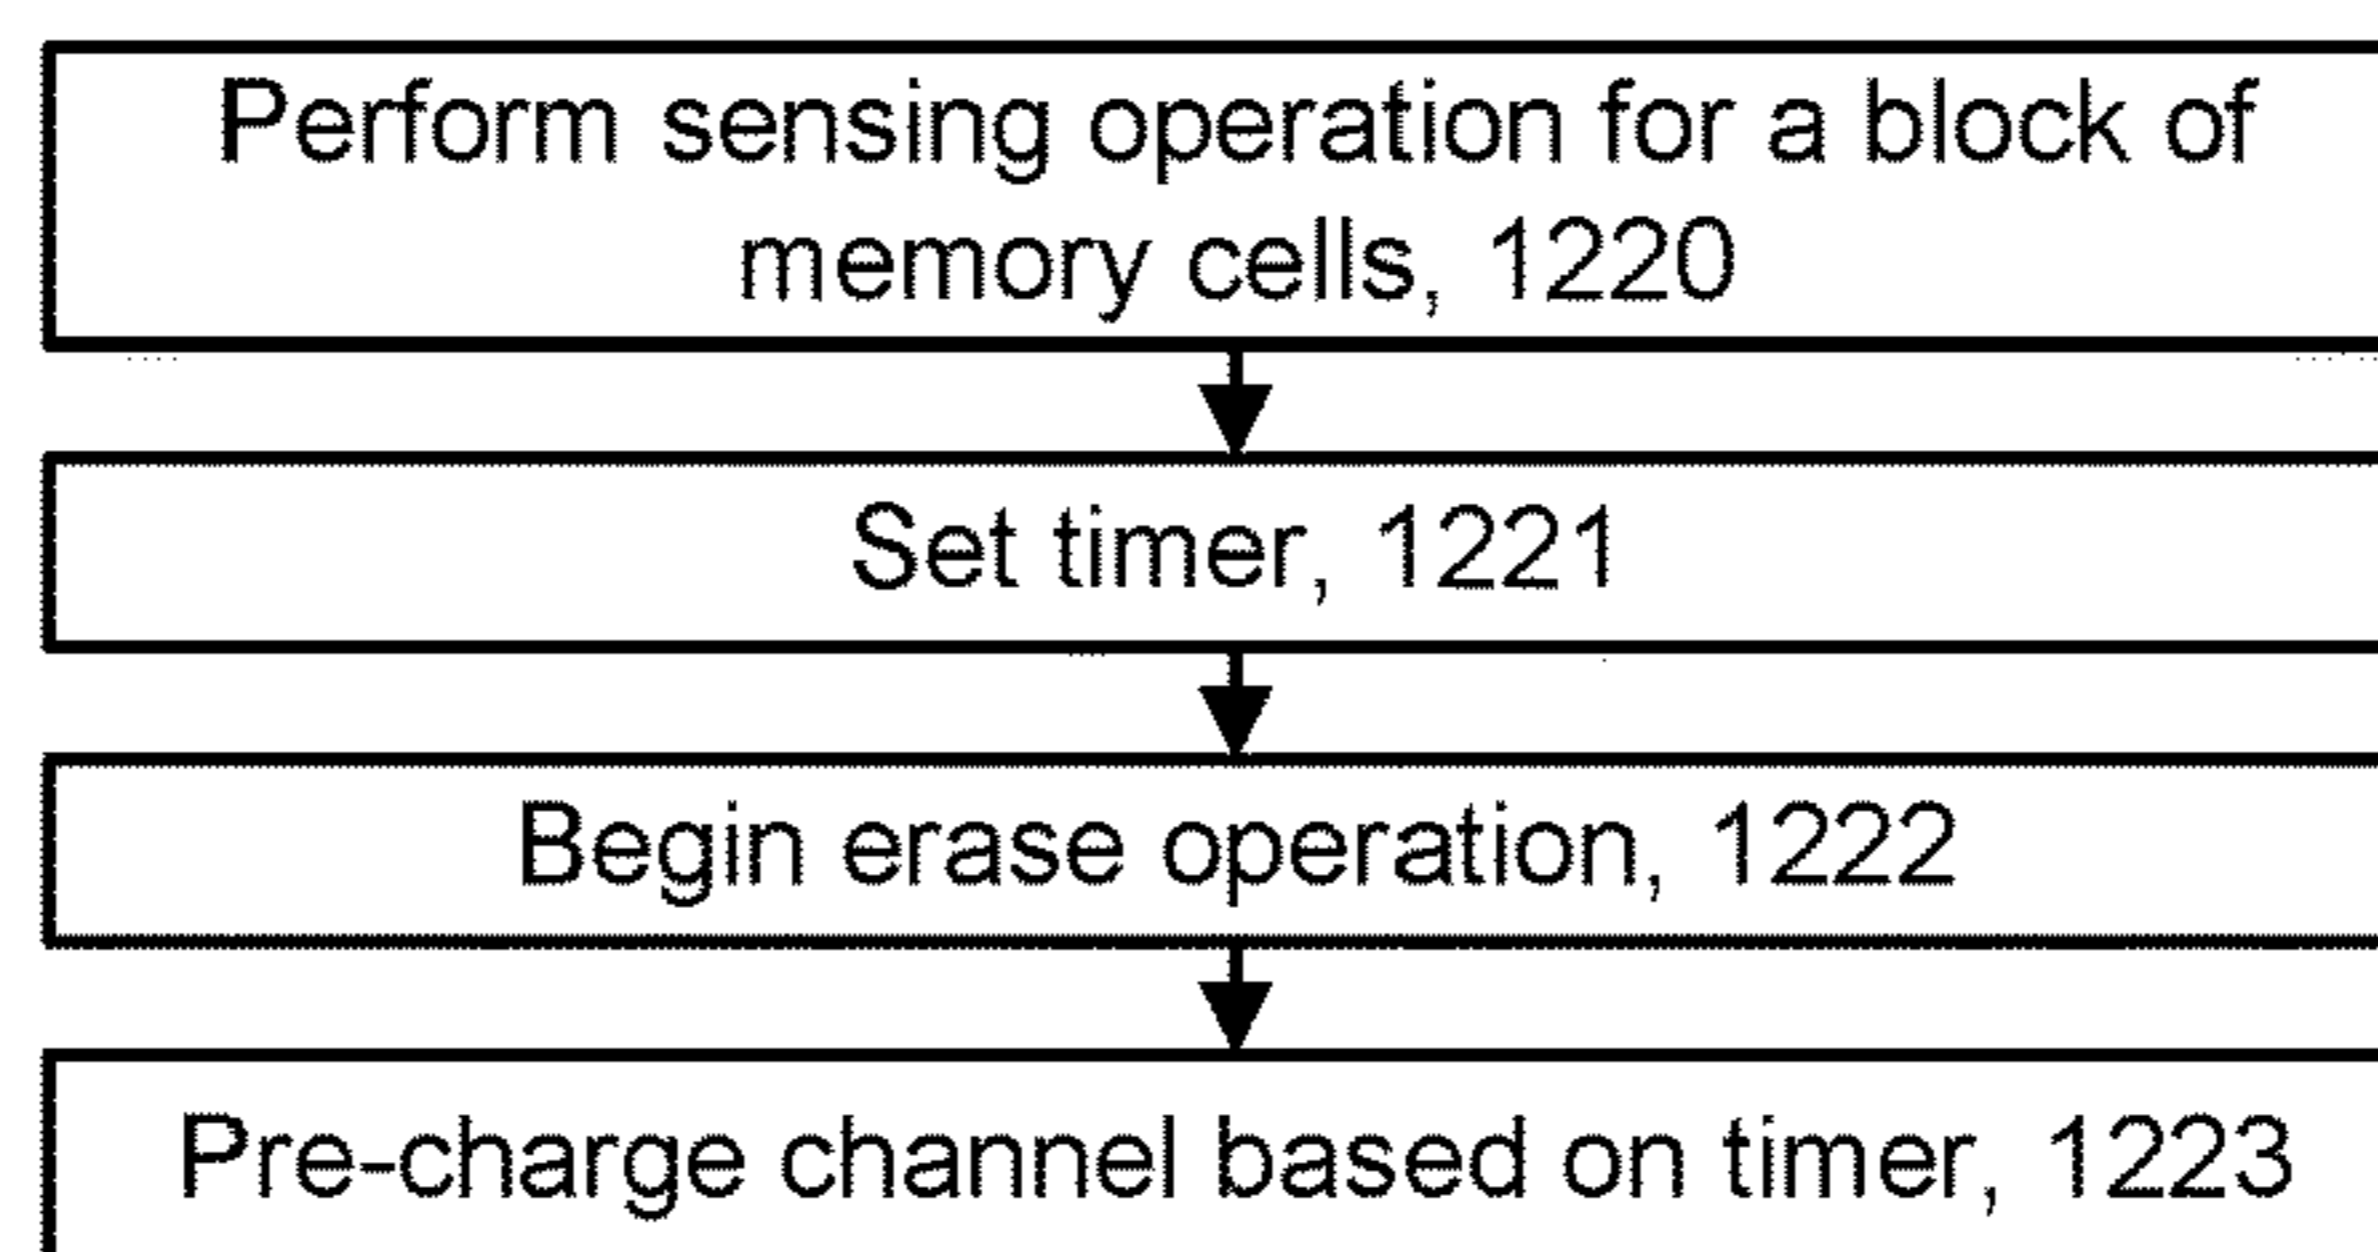 Perform sensing operation for a block of
memory cells, 1220
Set timer, 1221
Begin erase operation, 1222
Pre-charge channel based on timer, 1223